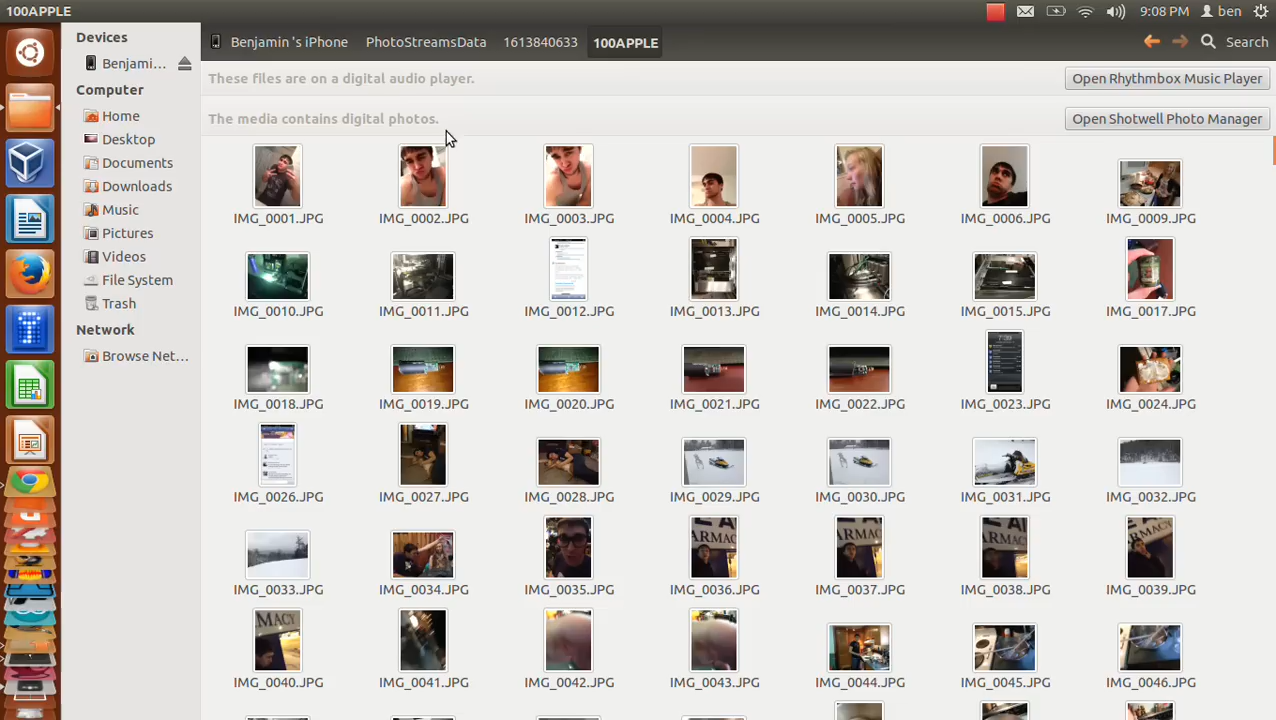 100APPLE
9:08 PM
ben
Devices
Benjami...
Computer
Home
Desktop
Documents
Downloads
Music
Pictures
Videos
File System
Trash
Network
Browse Net...
Benjamin 's iPhone
PhotoStreamsData
1613840633
100APPLE
Search
These files are on a digital audio player.
Open Rhythmbox Music Player
The media contains digital photos.
Open Shotwell Photo Manager
IMG_0001.JPG IMG_0002.JPG IMG_0003.JPG IMG_0004.JPG IMG_0005.JPG IMG_0006.JPG IMG_0009.JPG
IMG_0010.JPG IMG_0011.JPG IMG_0012.JPG IMG_0013.JPG IMG_0014.JPG IMG_0015.JPG IMG_0017.JPG
IMG_0018.JPG IMG_0019.JPG IMG_0020.JPG IMG_0021.JPG IMG_0022.JPG IMG_0023.JPG IMG_0024.JPG
IMG_0026.JPG IMG_0027.JPG IMG_0028.JPG IMG_0029.JPG IMG_0030.JPG IMG_0031.JPG IMG_0032.JPG
IMG_0033.JPG IMG_0034.JPG IMG_0035.JPG IMG_0036.JPG IMG_0037.JPG IMG_0038.JPG IMG_0039.JPG
IMG_0040.JPG IMG_0041.JPG IMG_0042.JPG IMG_0043.JPG IMG_0044.JPG IMG_0045.JPG IMG_0046.JPG